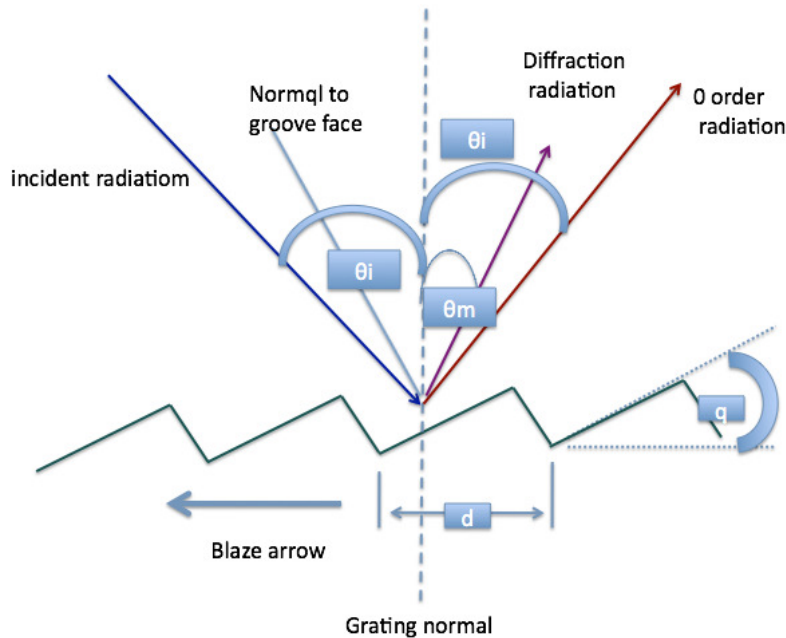 Diffraction
radiation
Normql to
groove face
0 order
radiation
θi
incident radiatiom
θi
θm
q
d
Blaze arrow
Grating normal